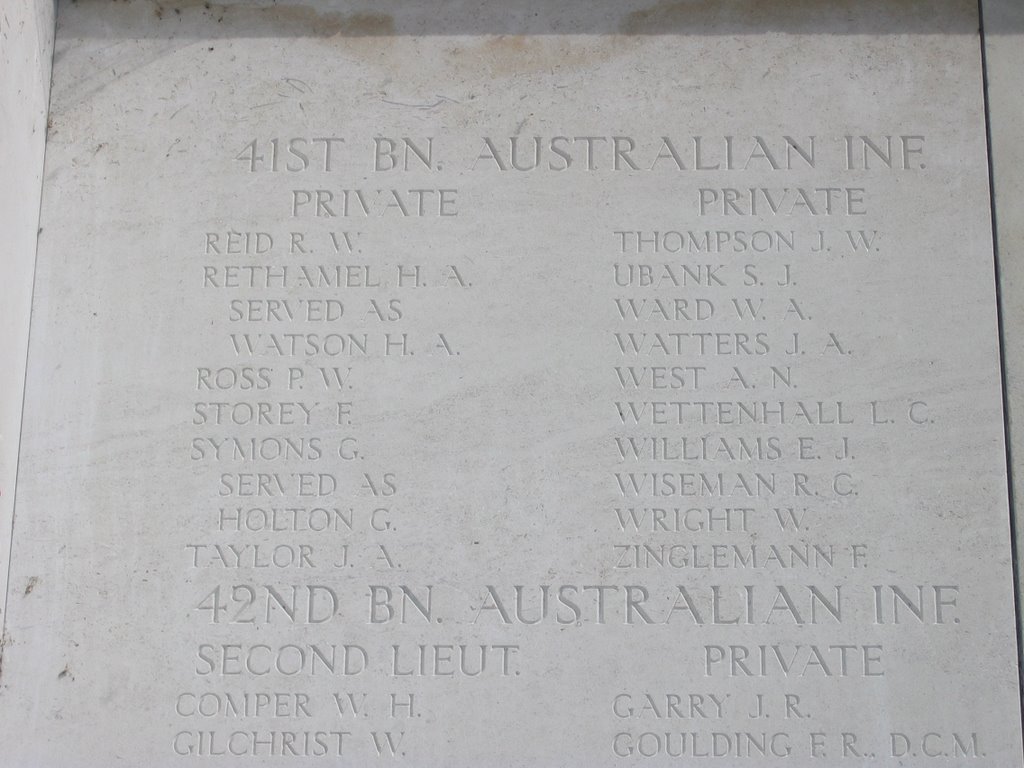 41ST BN. AUSTRALIAN INF.
PRIVATE
REID R. W.
RETHAMEL H. A.
SERVED AS
WATSON H. A.
ROSS P. W.
STOREY F.
SYMONS G.
SERVED AS
HOLTON G.
TAYLOR J. A.
PRIVATE
THOMPSON J. W.
UBANK S. J.
WARD W. A.
WATTERS J. A.
WEST A. N.
WETTENHALL L. C.
WILLIAMS E. J.
WISEMAN R. C.
WRIGHT W.
ZINGLEMANN F.
42ND BN. AUSTRALIAN INF.
SECOND LIEUT.
COMPER W. H.
GILCHRIST W.
PRIVATE
GARRY J. R.
GOULDING F. R., D.C.M.